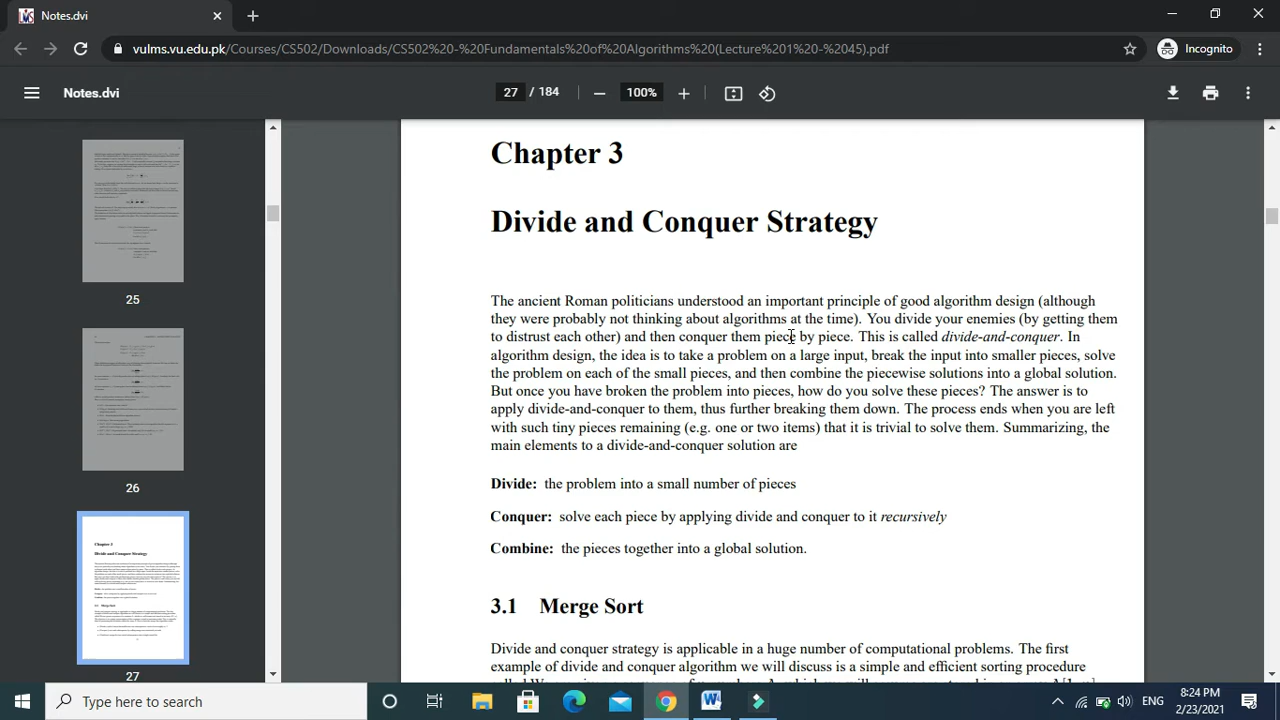 Notes.dvi
vulms.vu.edu.pk/Courses/CS502/Downloads/CS502%20-%20Fundamentals%20of%20Algorithms%20(Lecture%201%20-%2045).pdf
Incognito
Notes.dvi
27 / 184
100%
25
26
27
Chapter 3
Divide and Conquer Strategy
The ancient Roman politicians understood an important principle of good algorithm design (although
they were probably not thinking about algorithms at the time). You divide your enemies (by getting them
to distrust each other) and then conquer them piece by piece. This is called divide-and-conquer. In
algorithm design, the idea is to take a problem on a large input, break the input into smaller pieces, solve
the problem on each of the small pieces, and then combine the piecewise solutions into a global solution.
But once you have broken the problem into pieces, how do you solve these pieces? The answer is to
apply divide-and-conquer to them, thus further breaking them down. The process ends when you are left
with such tiny pieces remaining (e.g. one or two items) that it is trivial to solve them. Summarizing, the
main elements to a divide-and-conquer solution are
Divide: the problem into a small number of pieces
Conquer: solve each piece by applying divide and conquer to it recursively
Combine: the pieces together into a global solution.
3.1 Merge Sort
Divide and conquer strategy is applicable in a huge number of computational problems. The first
example of divide and conquer algorithm we will discuss is a simple and efficient sorting procedure
Type here to search
ENG
8:24 PM
2/23/2021